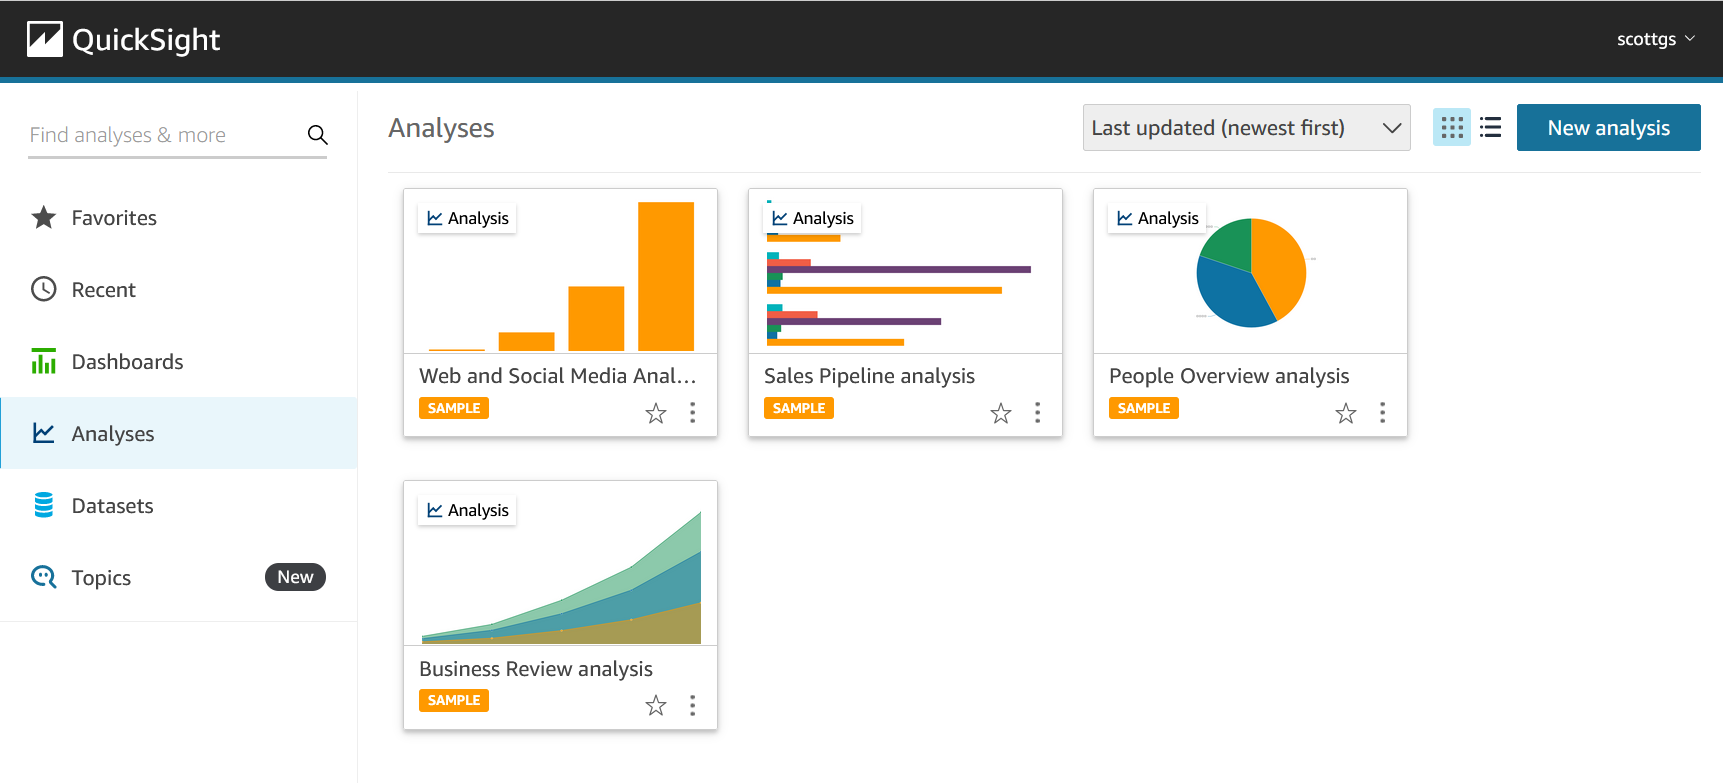 QuickSight
scottgs
Find analyses & more
Favorites
Recent
Dashboards
Analyses
Datasets
Topics
New
Analyses
Last updated (newest first)
New analysis
Analysis
Web and Social Media Anal...
SAMPLE
Analysis
Sales Pipeline analysis
SAMPLE
Analysis
People Overview analysis
SAMPLE
Analysis
Business Review analysis
SAMPLE